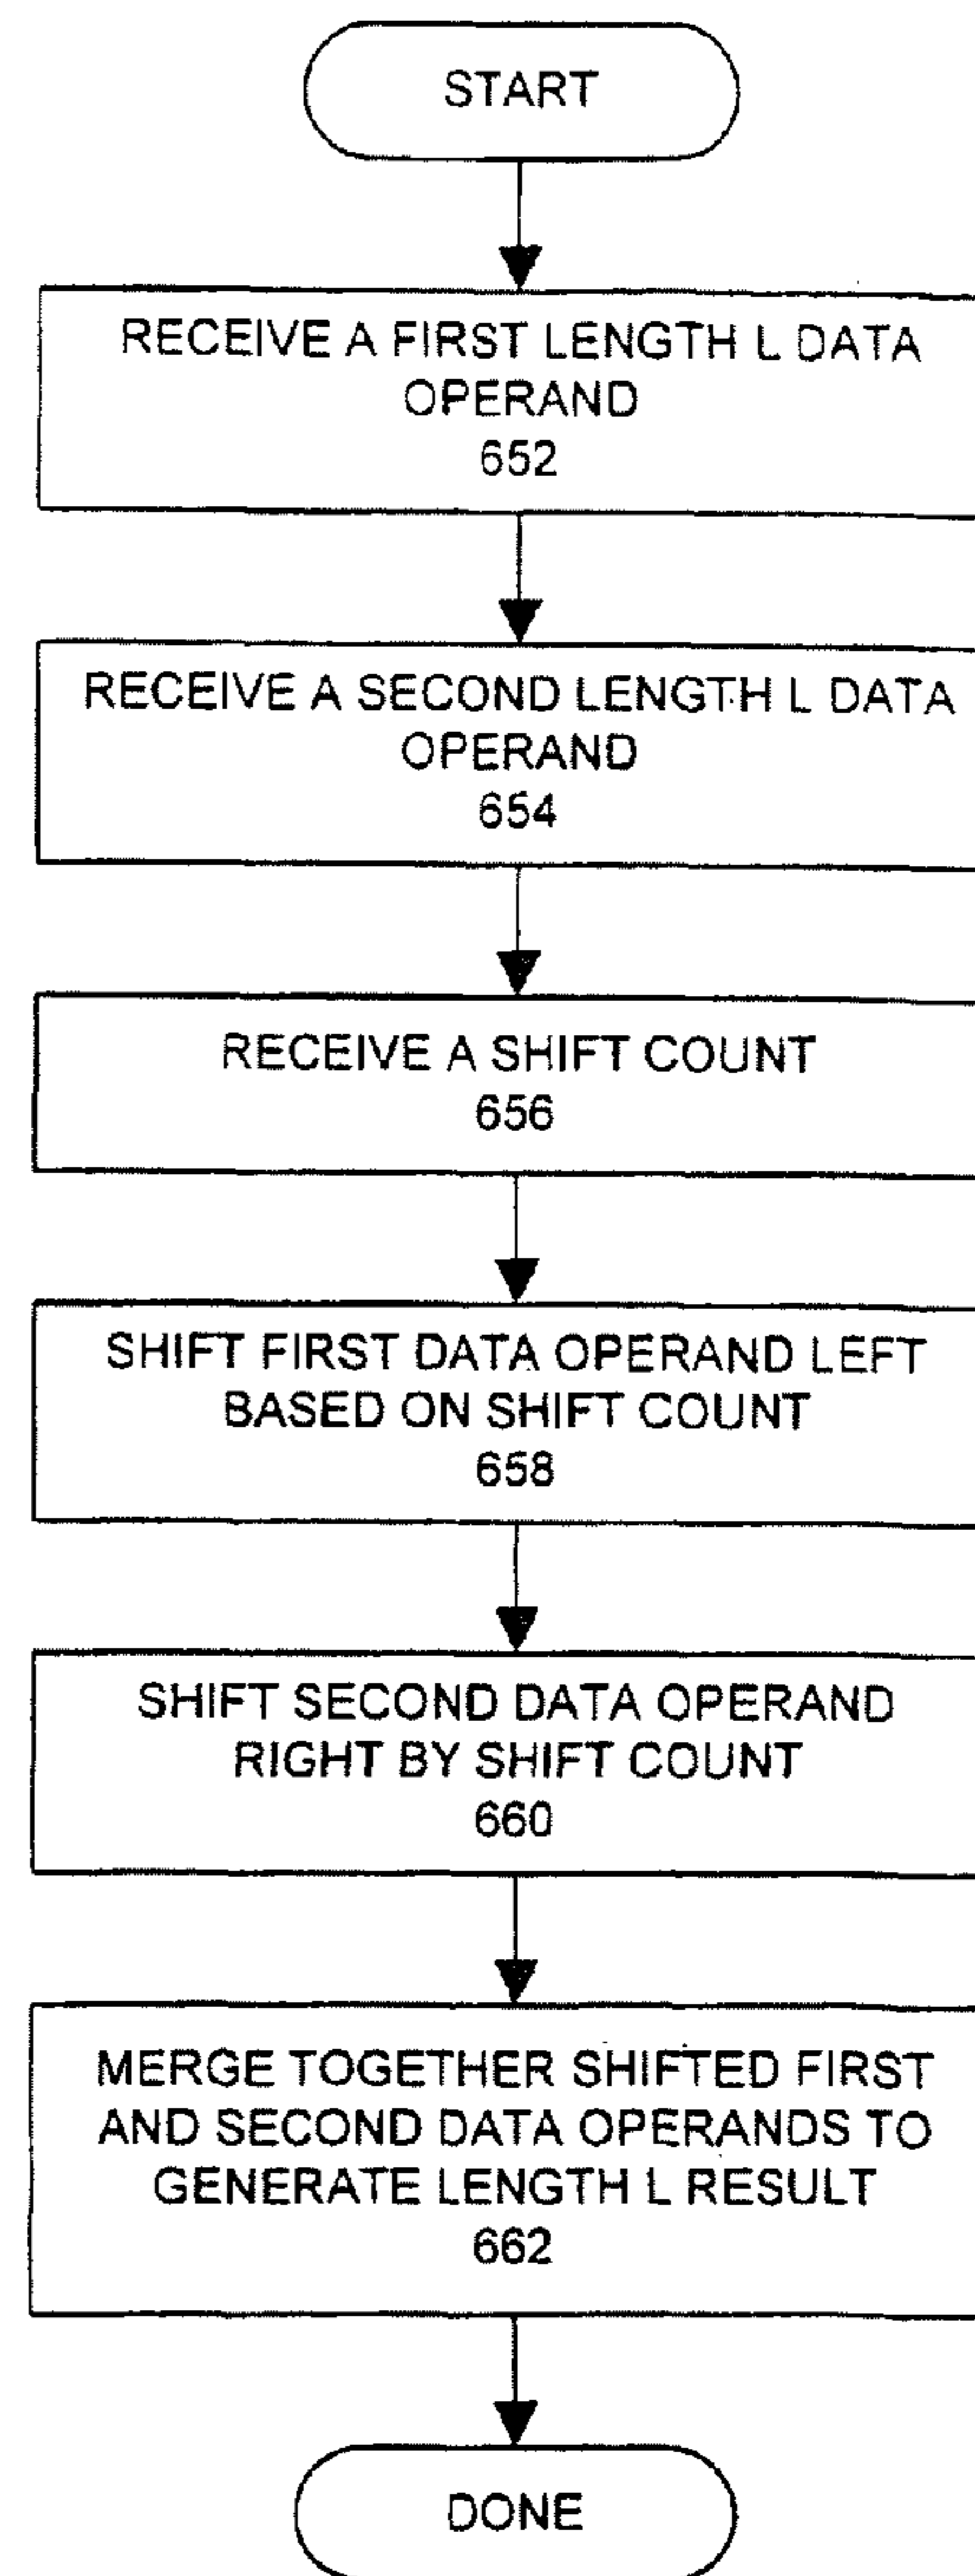 START
RECEIVE A FIRST LENGTH L DATA
OPERAND
652
RECEIVE A SECOND LENGTH L DATA
OPERAND
654
RECEIVE A SHIFT COUNT
656
SHIFT FIRST DATA OPERAND LEFT
BASED ON SHIFT COUNT
658
SHIFT SECOND DATA OPERAND
RIGHT BY SHIFT COUNT
660
MERGE TOGETHER SHIFTED FIRST
AND SECOND DATA OPERANDS TO
GENERATE LENGTH L RESULT
662
DONE